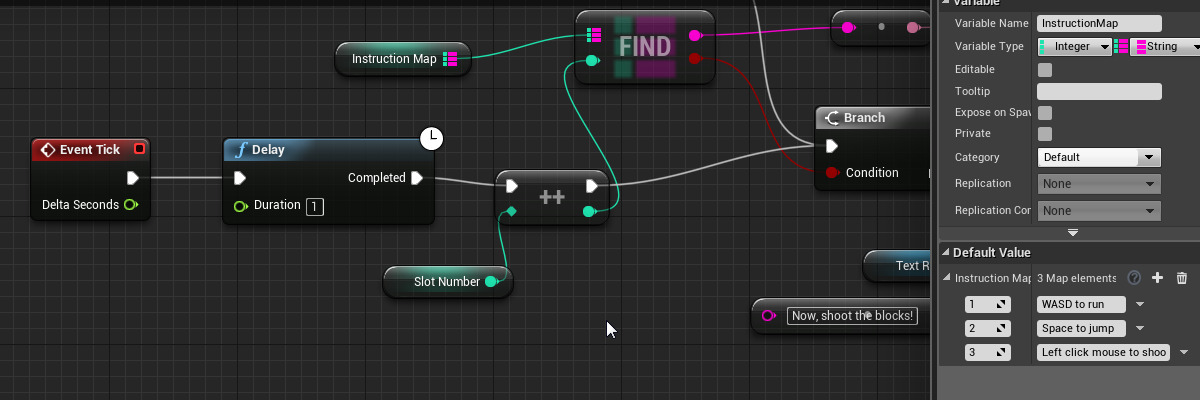 Instruction Map
FIND
Event Tick
Delta Seconds
Delay
Completed
Duration 1
++
Slot Number
Branch
Condition
Text R
Now, shoot the blocks!
Variable
Variable Name InstructionMap
Variable Type Integer String
Editable
Tooltip
Expose on Spaw
Private
Category Default
Replication None
Replication Con None
Default Value
Instruction Map 3 Map elements
1 WASD to run
2 Space to jump
3 Left click mouse to shoo